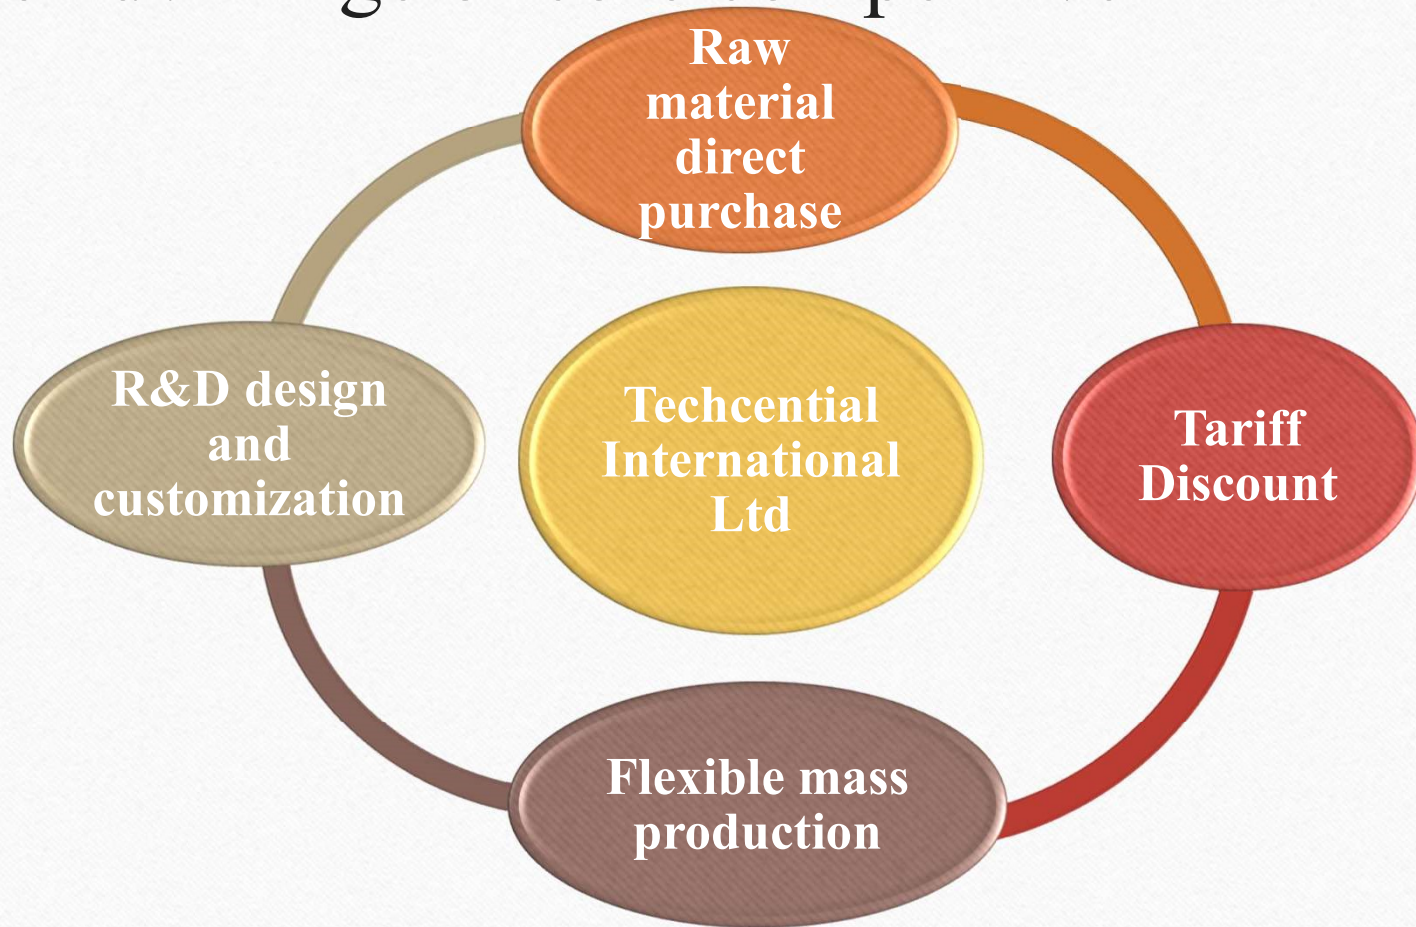 Raw
material
direct
purchase
R&D design
and
customization
Techcential
International
Ltd
Tariff
Discount
Flexible mass
production